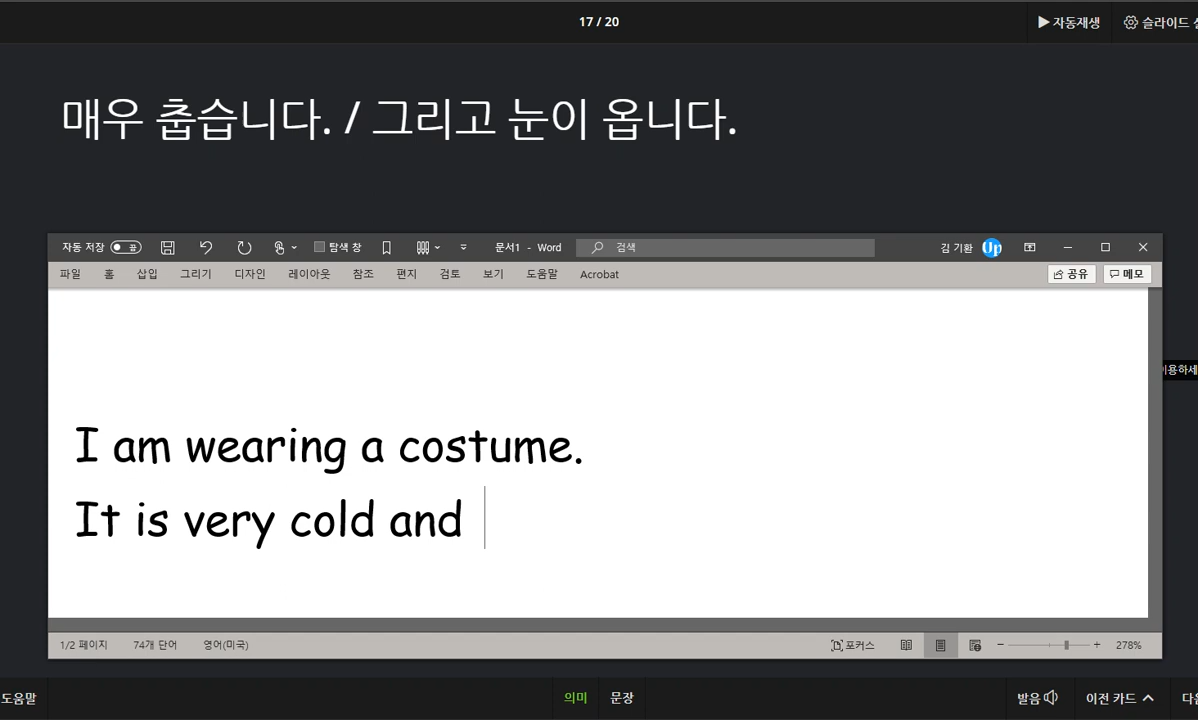 17 / 20
자동재생
슬라이드
매우 춥습니다. / 그리고 눈이 옵니다.
자동 저장
탐색 창
문서1 - Word
검색
김 기환
Up
파일 홈 삽입 그리기 디자인 레이아웃 참조 편지 검토 보기 도움말 Acrobat
공유
메모
이용하세
I am wearing a costume.
It is very cold and
1/2 페이지 74개 단어 영어(미국)
포커스
278%
도움말
의미
문장
발음
이전 카드